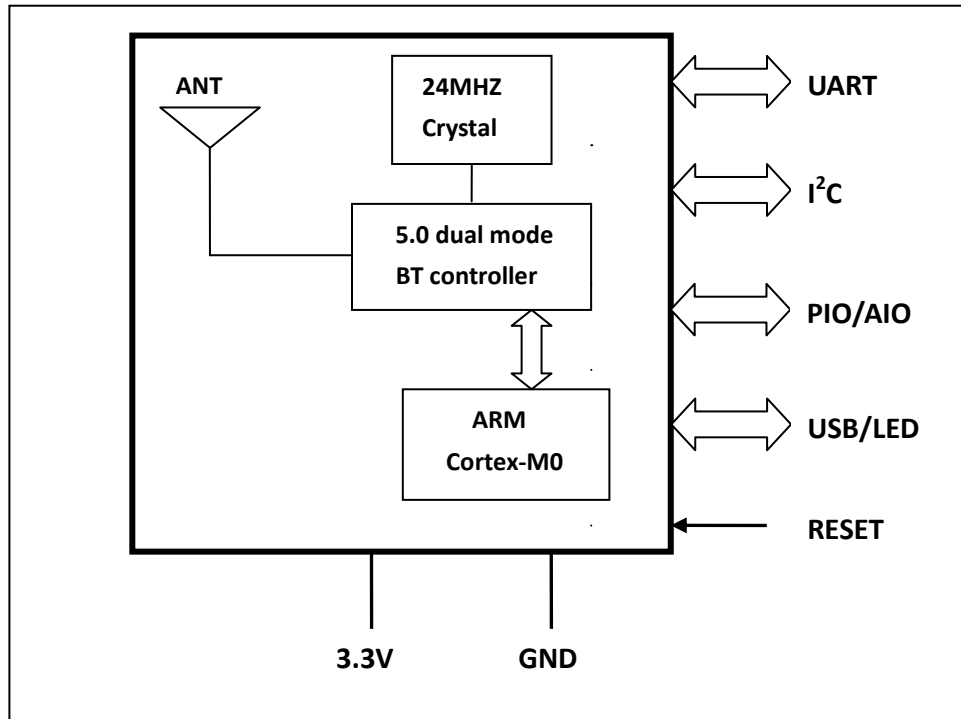 ANT
24MHZ
Crystal
5.0 dual mode
BT controller
ARM
Cortex-M0
UART
I²C
PIO/AIO
USB/LED
RESET
3.3V
GND